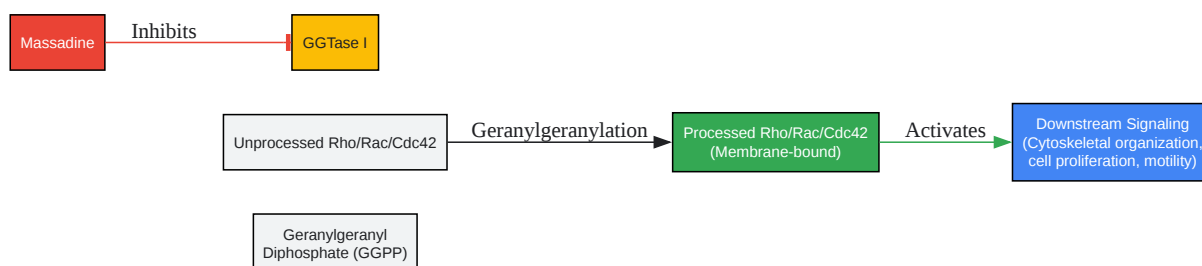 Massadine
Inhibits
GGTase I
Unprocessed Rho/Rac/Cdc42
Geranylgeranylation
Processed Rho/Rac/Cdc42
(Membrane-bound)
Activates
Downstream Signaling
(Cytoskeletal organization,
cell proliferation, motility)
Geranylgeranyl
Diphosphate (GGPP)